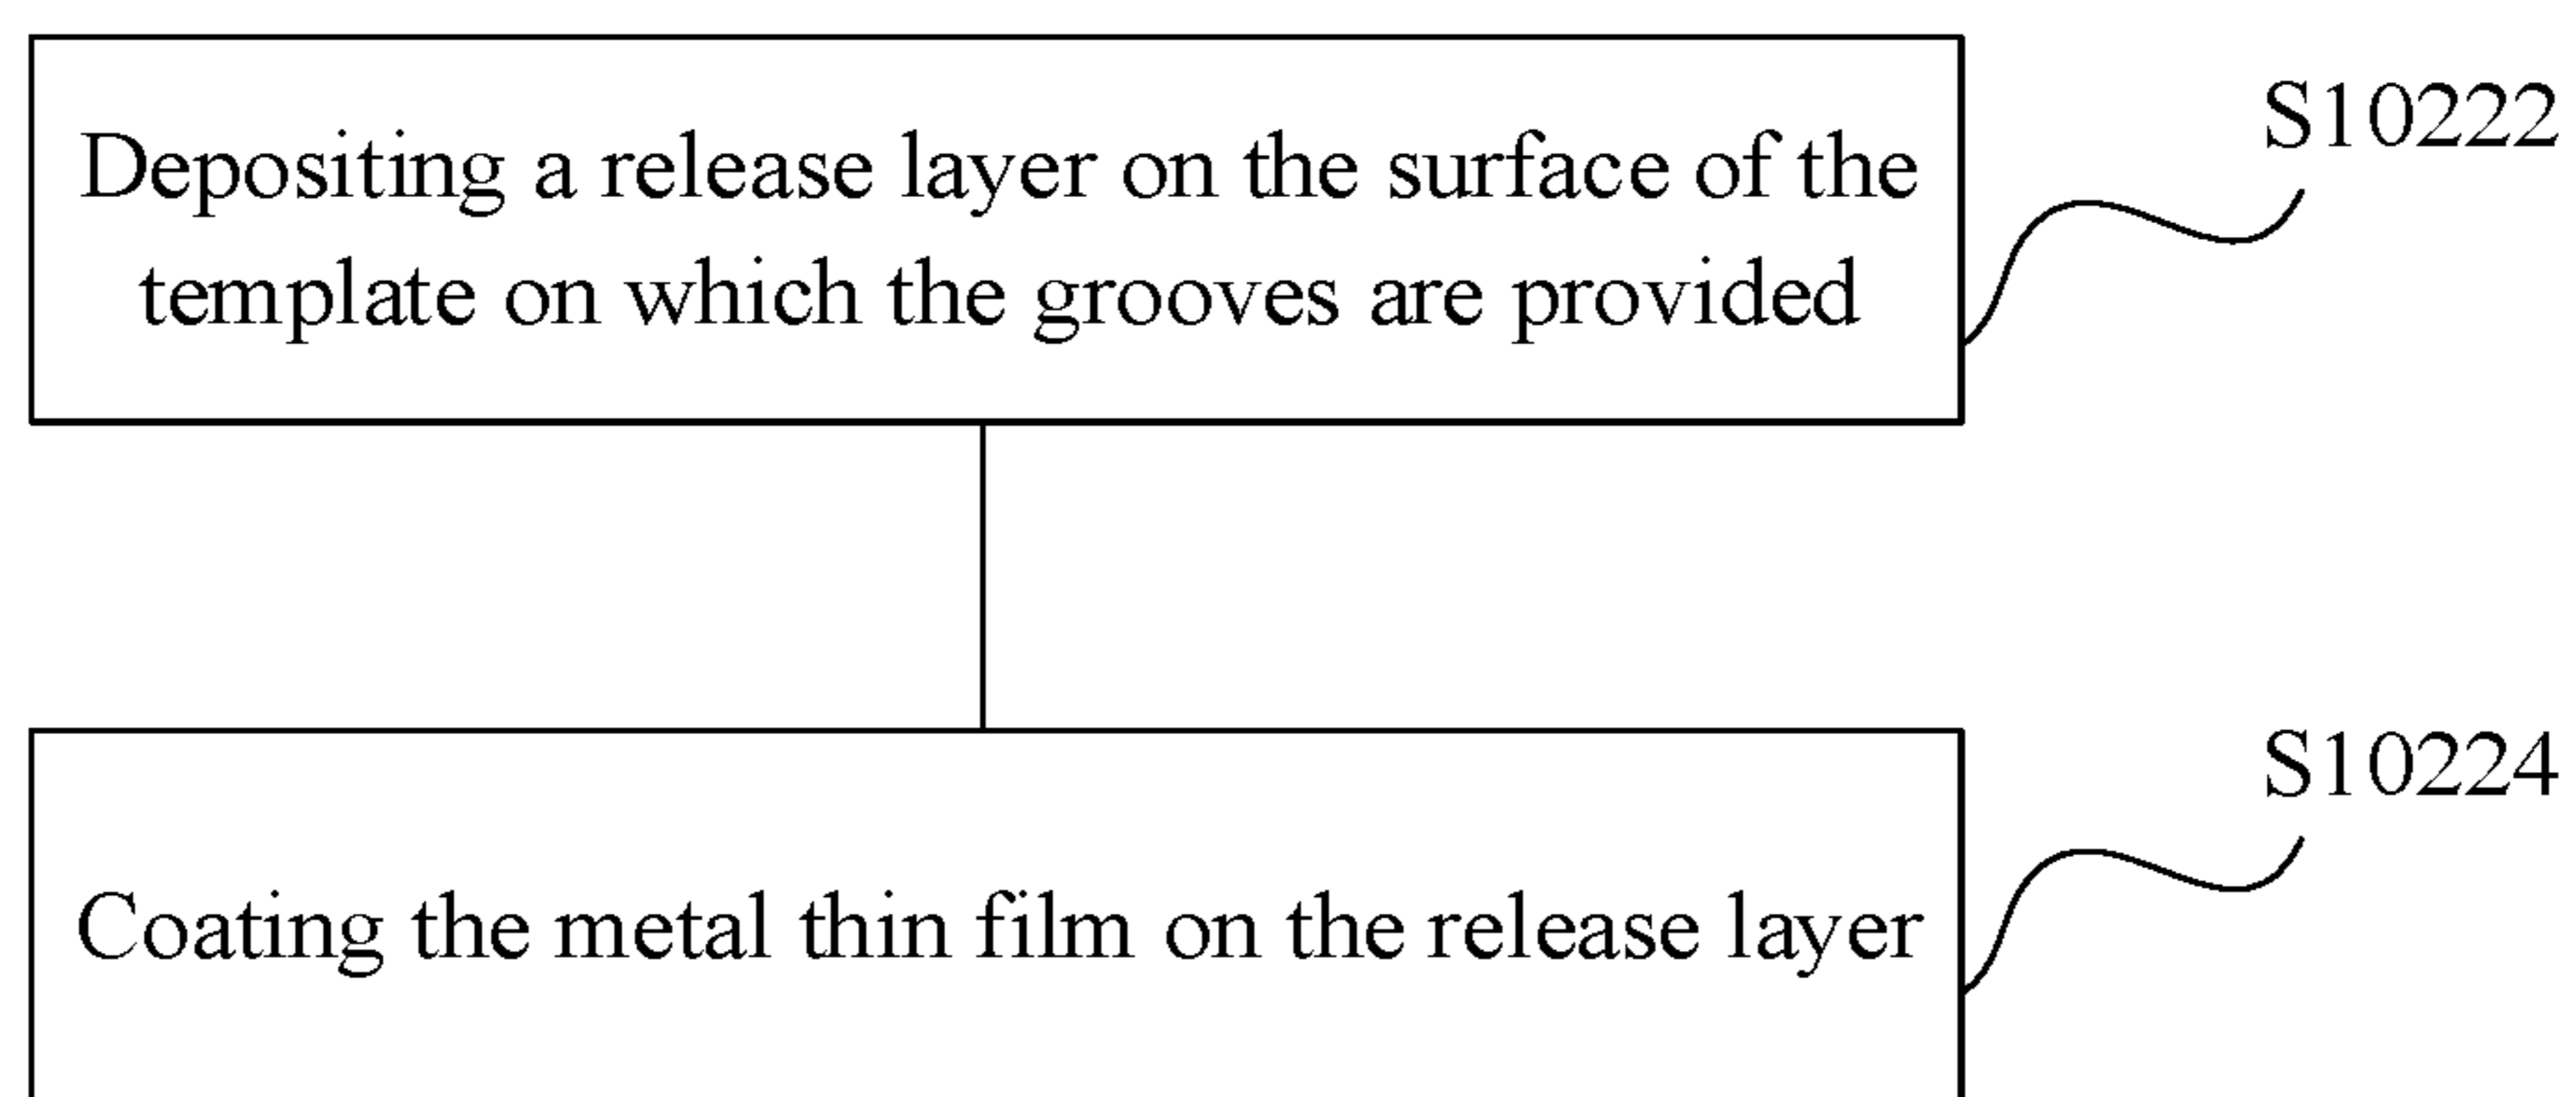 Depositing a release layer on the surface of the
template on which the grooves are provided
S10222
Coating the metal thin film on the release layer
S10224